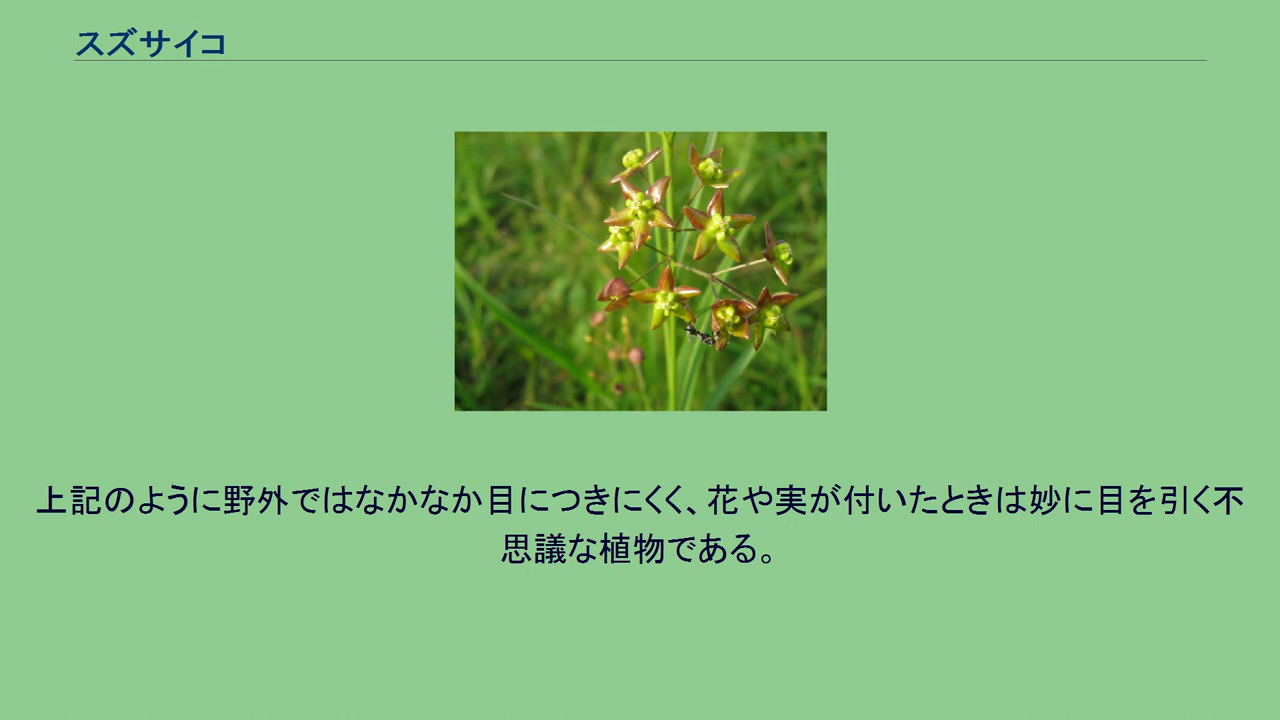 スズサイコ
上記のように野外ではなかなか目につきにくく、花や実が付いたときは妙に目を引く不
思議な植物である。